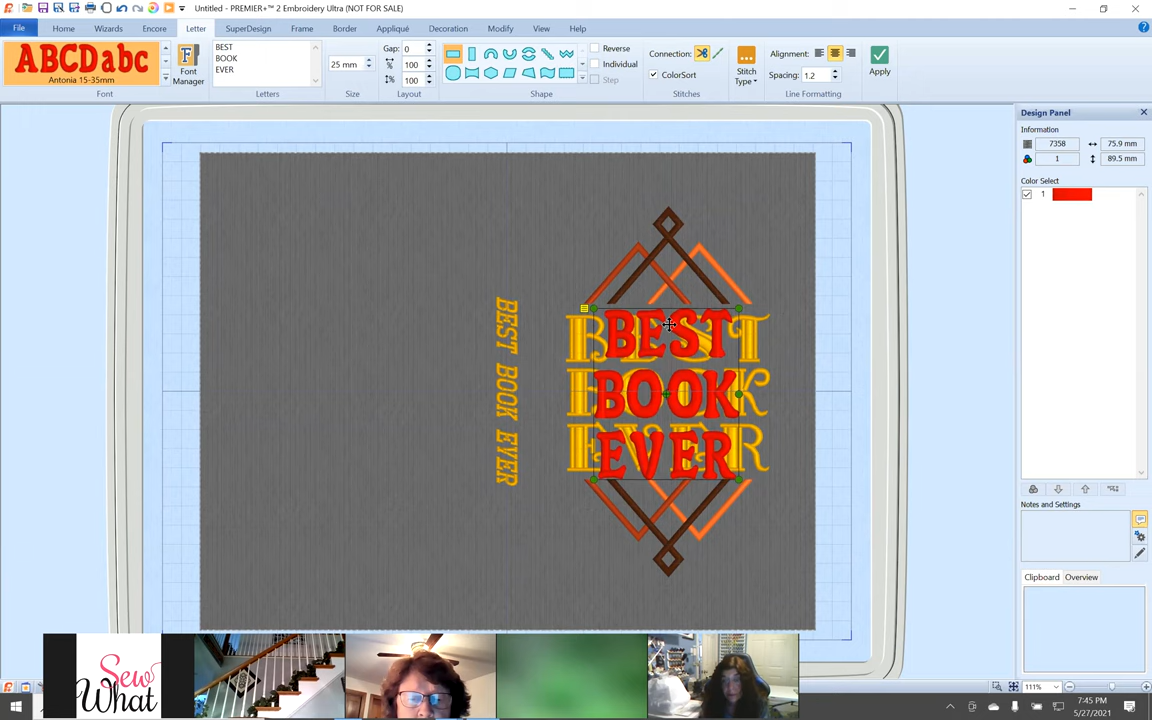 Untitled - PREMIER+™ 2 Embroidery Ultra (NOT FOR SALE)
File
Home
Wizards
Encore
Letter
SuperDesign
Frame
Border
Appliqué
Decoration
Modify
View
Help
ABCDabc
Antonia 15-35mm
Font
Font Manager
BEST
BOOK
EVER
Letters
25 mm
Size
Gap: 0
100
100
Layout
Reverse
Individual
Step
Shape
Connection:
ColorSort
Stitches
Stitch Type
Alignment:
Spacing: 1.2
Line Formatting
Apply
Design Panel
Information
7358
75.9 mm
1
89.5 mm
Color Select
1
Notes and Settings
Clipboard
Overview
BEST BOOK EVER
BEST
BOOK
EVER
BEST
BOOK
EVER
Sew
What
111%
7:45 PM
5/27/2021